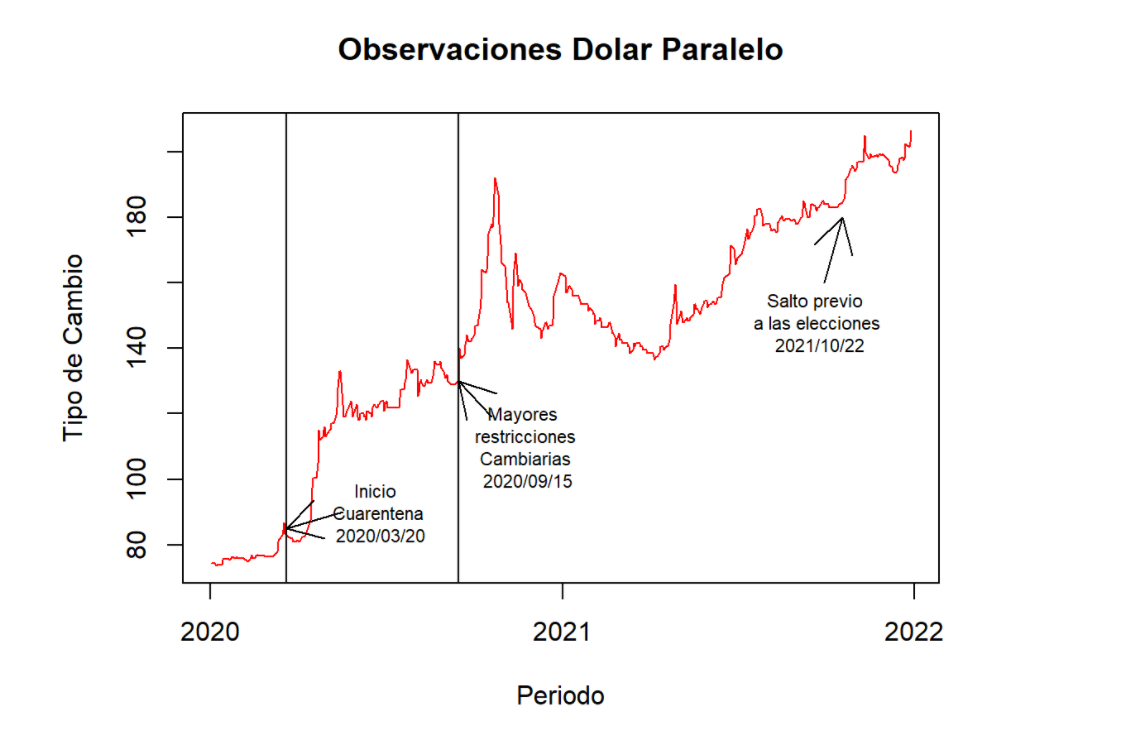 Observaciones Dolar Paralelo
Tipo de Cambio
180
140
100
80
Inicio
Cuarentena
2020/03/20
Mayores
restricciones
Cambiarias
2020/09/15
Salto previo
a las elecciones
2021/10/22
2020
2021
2022
Periodo